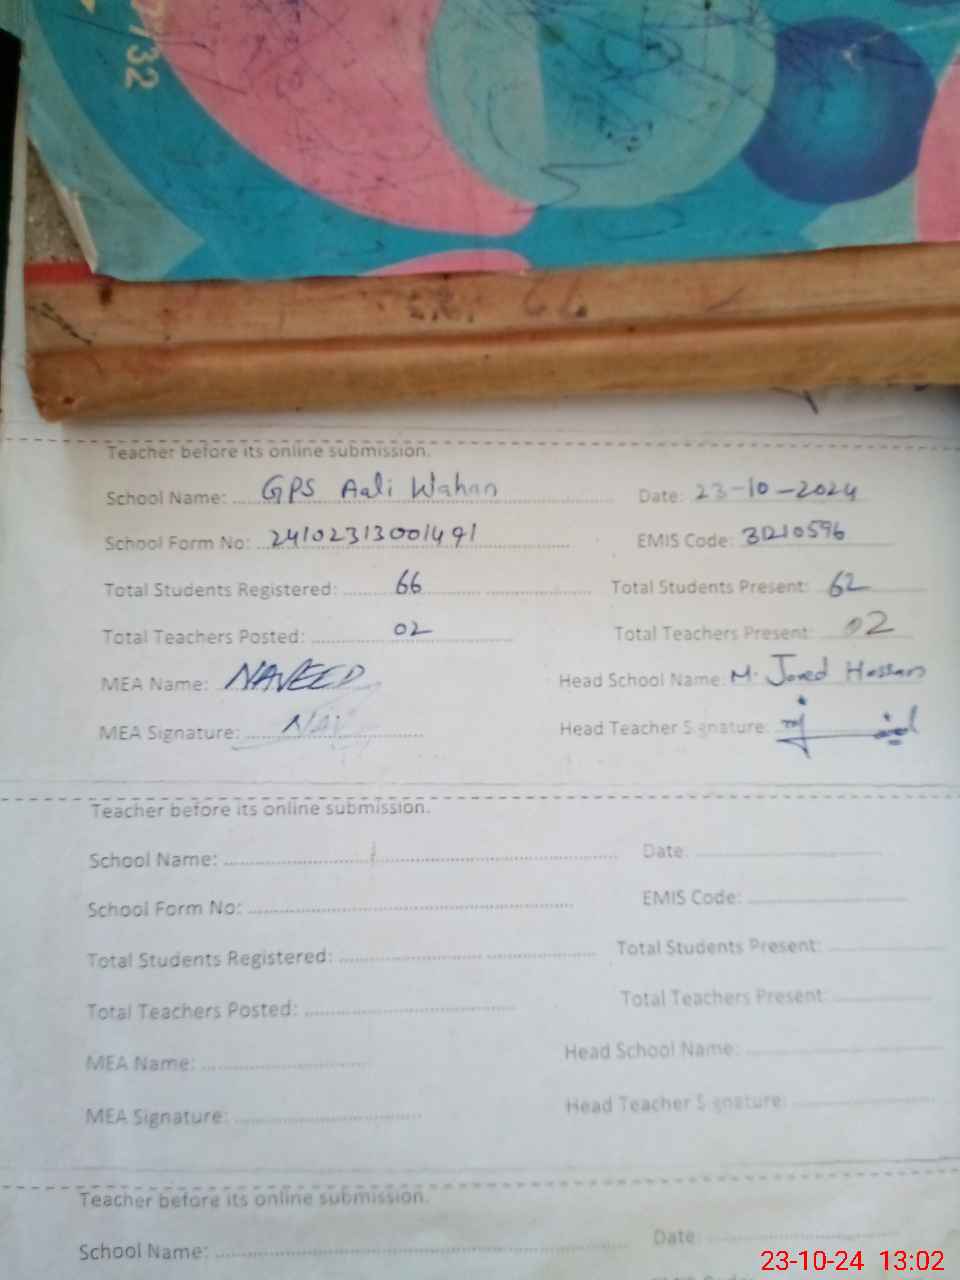 732
Teacher before its online submission.
School Name: GPS Aali Wahan Date: 23-10-2024
School Form No: 24102313001491 EMIS Code: 31210596
Total Students Registered: 66 Total Students Present: 62
Total Teachers Posted: 02 Total Teachers Present: 02
MEA Name: NAVEED Head School Name: M. Javed Hassan
MEA Signature: Head Teacher Signature:
Teacher before its online submission.
School Name: Date:
School Form No: EMIS Code:
Total Students Registered: Total Students Present:
Total Teachers Posted: Total Teachers Present:
MEA Name: Head School Name:
MEA Signature: Head Teacher Signature:
Teacher before its online submission.
School Name: Date:
23-10-24 13:02